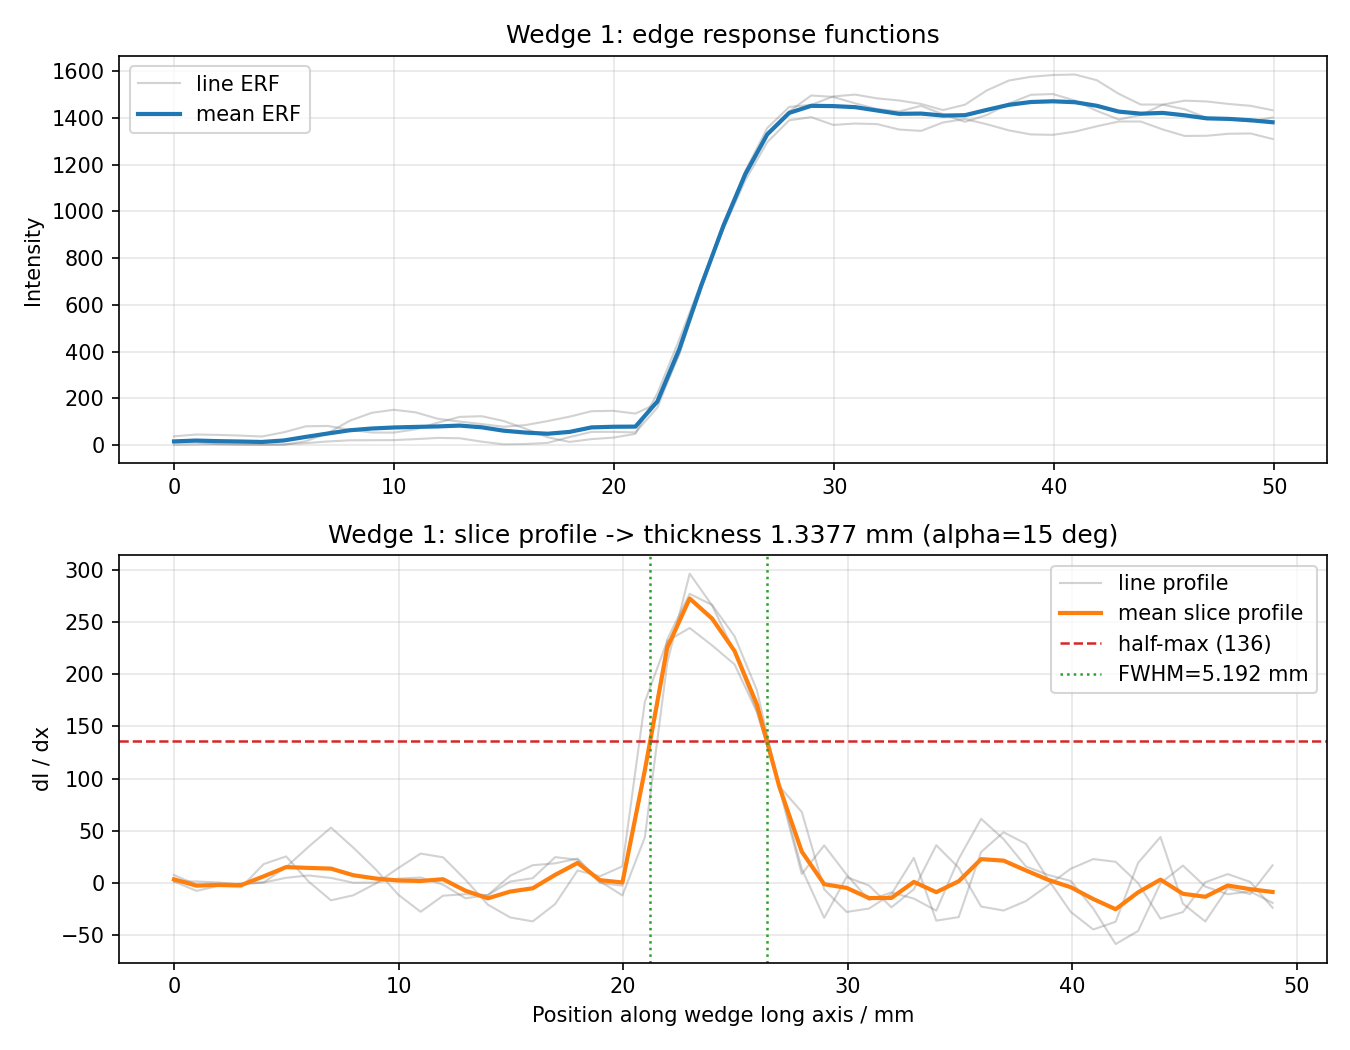 Wedge 1: edge response functions
line ERF
mean ERF
Intensity
1600
1400
1200
1000
800
600
400
200
0
0 10 20 30 40 50
Wedge 1: slice profile -> thickness 1.3377 mm (alpha=15 deg)
line profile
mean slice profile
half-max (136)
FWHM=5.192 mm
dI / dx
300
250
200
150
100
50
0
−50
0 10 20 30 40 50
Position along wedge long axis / mm